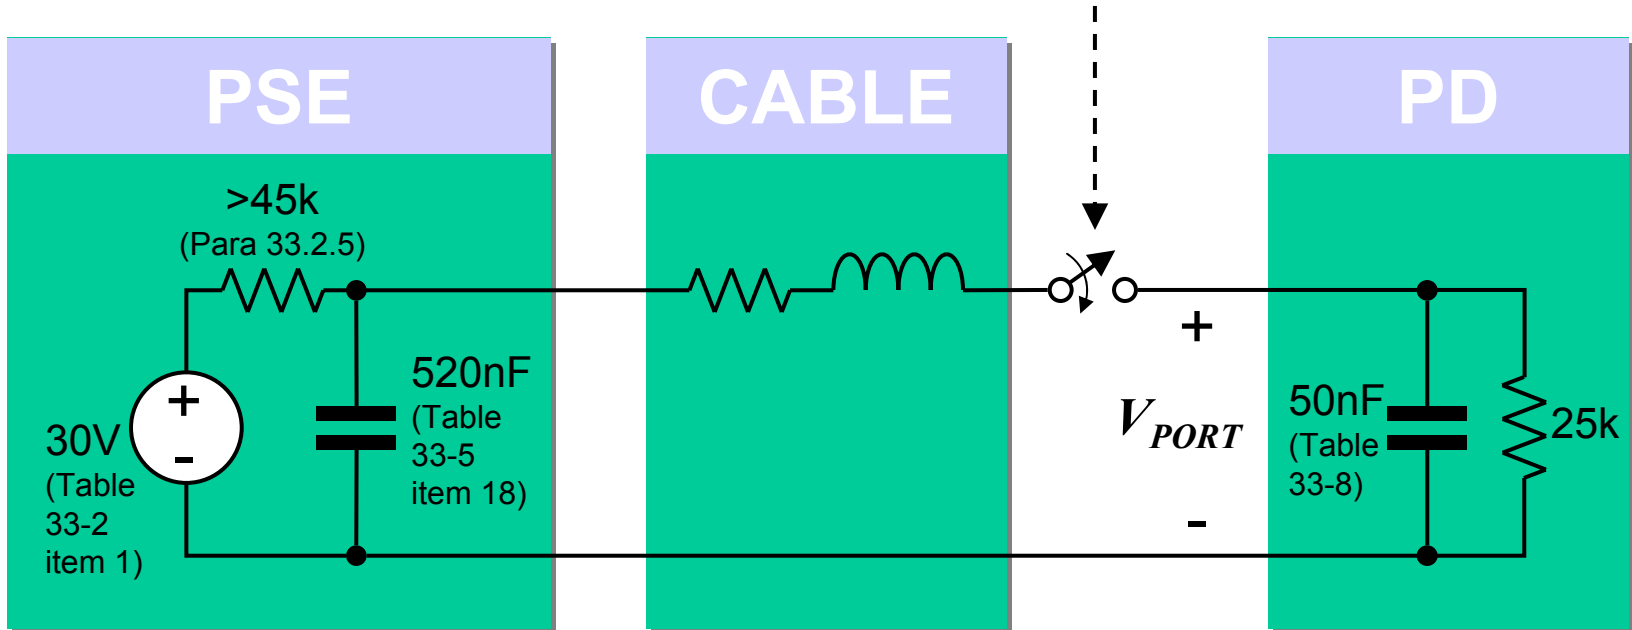 PSE
CABLE
PD
>45k
(Para 33.2.5)
+
-
30V
(Table
33-2
item 1)
520nF
(Table
33-5
item 18)
+
V PORT
-
50nF
(Table
33-8)
25k